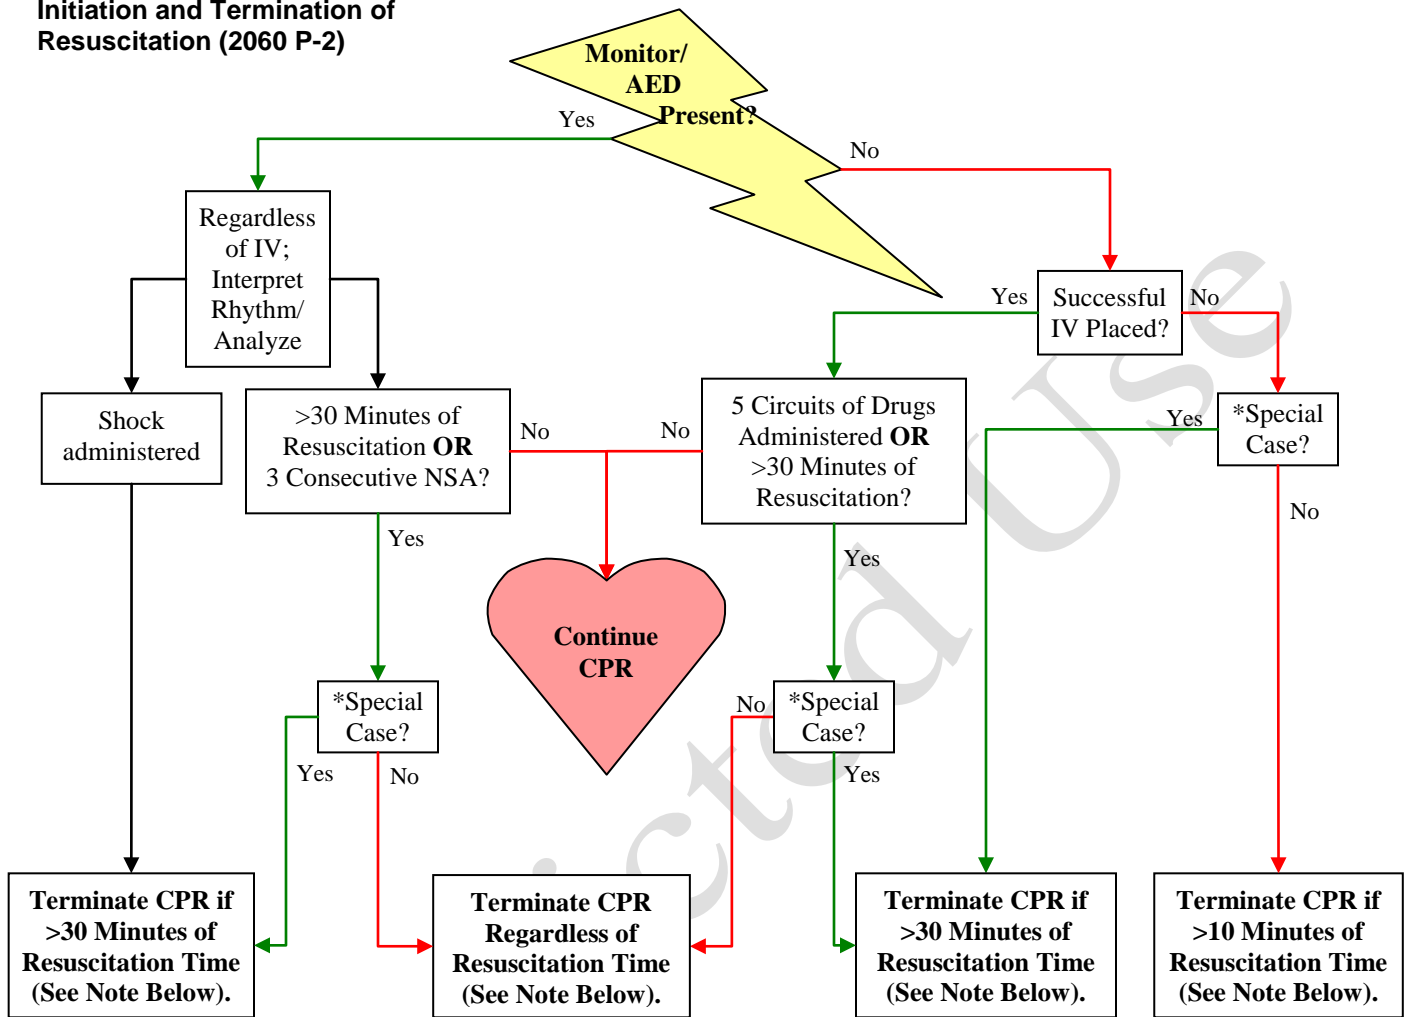 Initiation and Termination of
Resuscitation (2060 P-2)
Monitor/
AED
Present?
Yes
No
Regardless
of IV;
Interpret
Rhythm/
Analyze
Yes
Successful
IV Placed?
No
Shock
administered
>30 Minutes of
Resuscitation OR
3 Consecutive NSA?
No
No
5 Circuits of Drugs
Administered OR
>30 Minutes of
Resuscitation?
Yes
*Special
Case?
No
Yes
Yes
Continue
CPR
*Special
Case?
Yes
No
No
*Special
Case?
Yes
Terminate CPR if
>30 Minutes of
Resuscitation Time
(See Note Below).
Terminate CPR
Regardless of
Resuscitation Time
(See Note Below).
Terminate CPR if
>30 Minutes of
Resuscitation Time
(See Note Below).
Terminate CPR if
>10 Minutes of
Resuscitation Time
(See Note Below).
icted Use